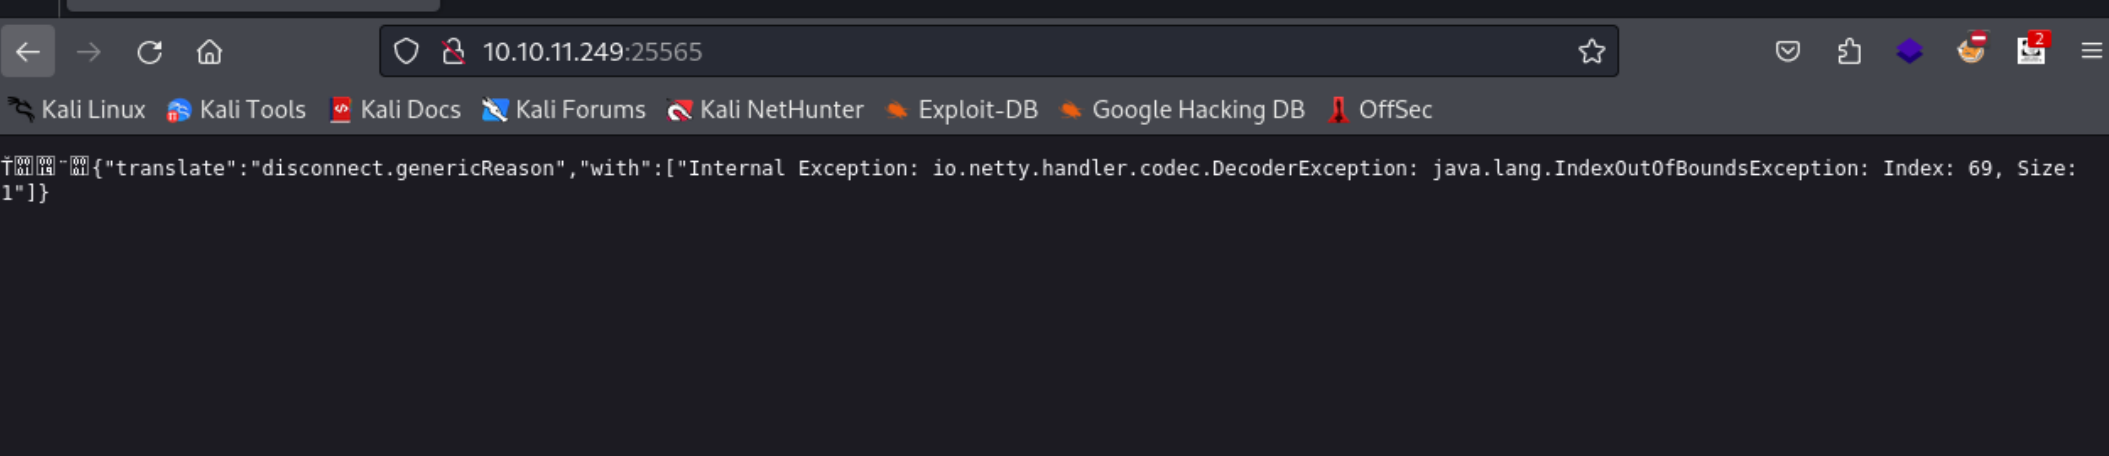 10.10.11.249:25565
2
Kali Linux Kali Tools Kali Docs Kali Forums Kali NetHunter Exploit-DB Google Hacking DB OffSec
{"translate":"disconnect.genericReason","with":["Internal Exception: io.netty.handler.codec.DecoderException: java.lang.IndexOutOfBoundsException: Index: 69, Size:
1"]}